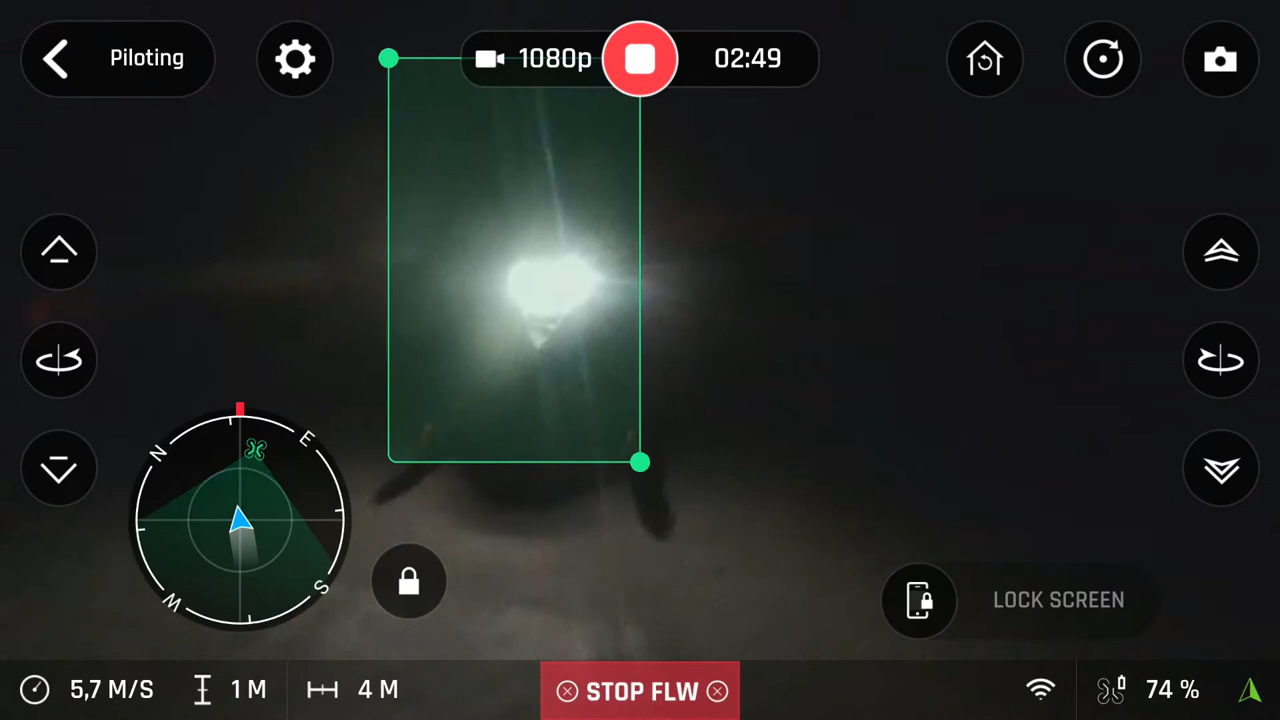 Piloting
1080p
02:49
N
E
S
W
LOCK SCREEN
5,7 M/S
1 M
4 M
STOP FLW
74 %